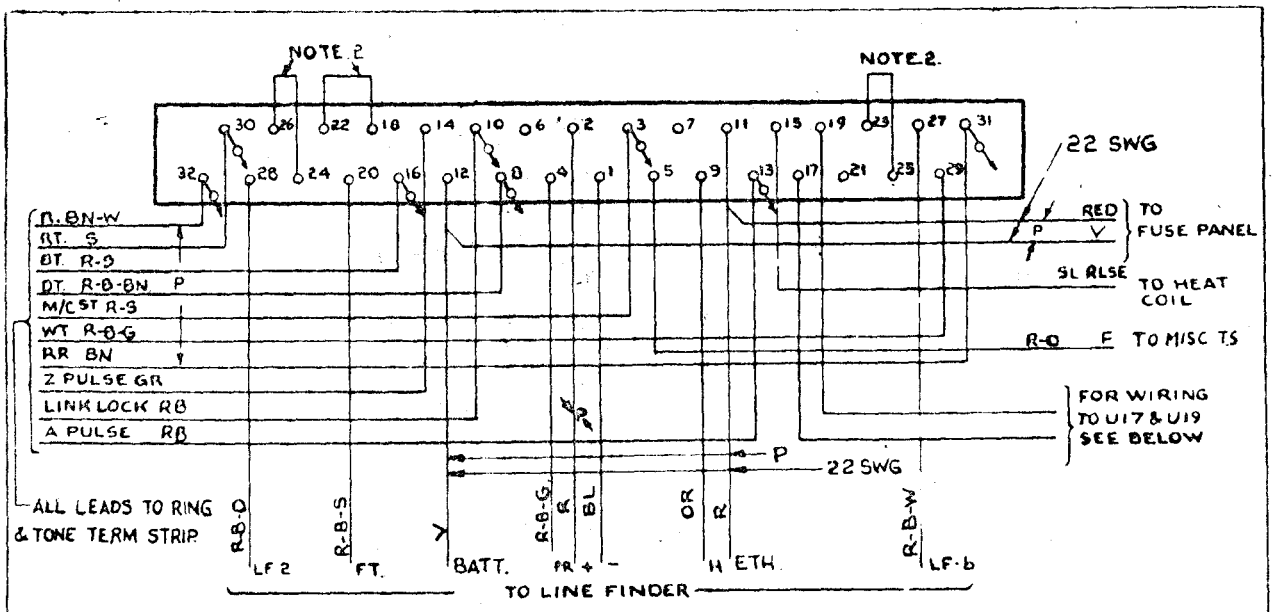 NOTE.2
NOTE.2.
30 26 22 18 14 10 6 2 3 7 11 15 19 23 27 31
32 28 24 20 16 12 8 4 1 5 9 13 17 21 25 29
22 SWG
R. BN-W
RT. S
BT. R-S
DT. R-B-BN P
M/C ST R-S
WT R-B-G
RR BN
Z PULSE GR
LINK LOCK RB
A PULSE RB
RED
P V
TO
FUSE PANEL
SL RLSE
TO HEAT
COIL
R-O F TO MISC T.S
FOR WIRING
TO U17 & U19
SEE BELOW
P
22 SWG
ALL LEADS TO RING
& TONE TERM STRIP.
R-B-O
R-B-S
Y
R-B-G
R
BL
OR
R
R-B-W
LF 2 FT. BATT. PR + - H ETH. LF-b
TO LINE FINDER